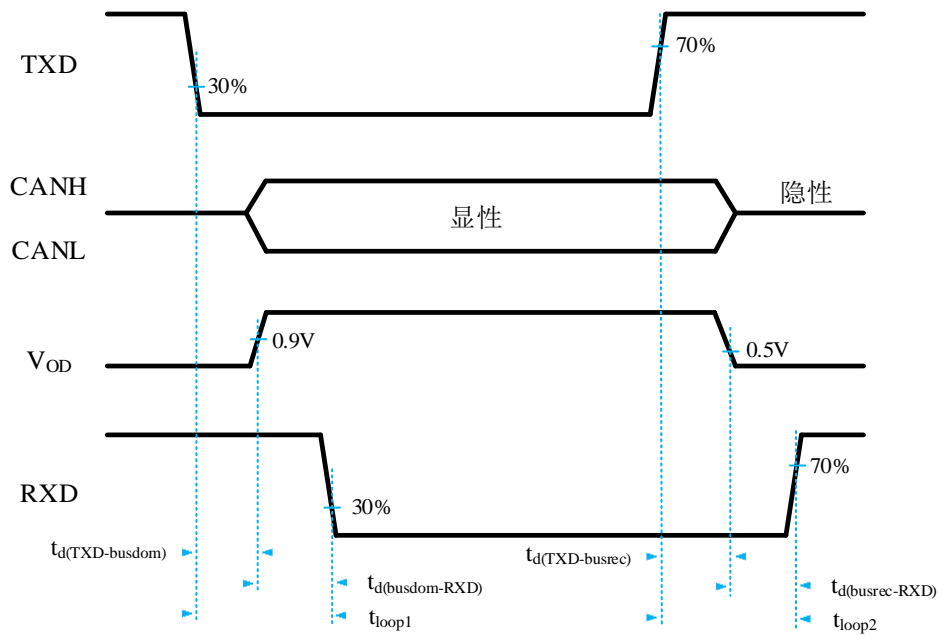 TXD
30%
70%
CANH
CANL
显性
隐性
VOD
0.9V
0.5V
RXD
30%
70%
td(TXD-busdom)
td(TXD-busrec)
td(busdom-RXD)
td(busrec-RXD)
tloop1
tloop2